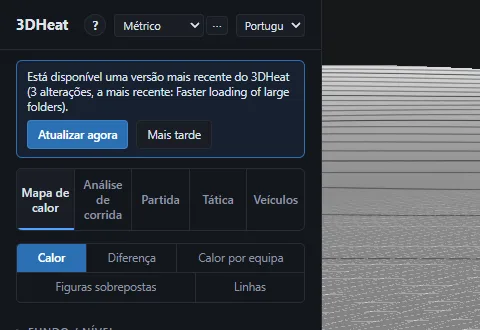 3DHeat ? Métrico ... Portugu
Está disponível uma versão mais recente do 3DHeat
(3 alterações, a mais recente: Faster loading of large
folders).
Atualizar agora Mais tarde
Mapa de calor Análise de corrida Partida Tática Veículos
Calor Diferença Calor por equipa
Figuras sobrepostas Linhas